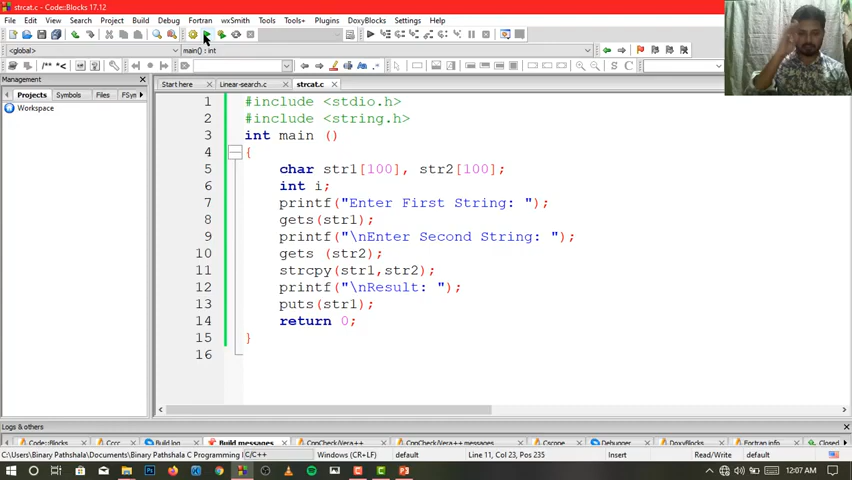 strcat.c - Code::Blocks 17.12
File Edit View Search Project Build Debug Fortran wxSmith Tools Tools+ Plugins DoxyBlocks Settings Help
<global> main() : int
/** *<
S C
Management
Projects Symbols Files FSyn
Workspace
Start here Linear-search.c strcat.c
1 #include <stdio.h>
2 #include <string.h>
3 int main ()
4 {
5 char str1[100], str2[100];
6 int i;
7 printf("Enter First String: ");
8 gets(str1);
9 printf("\nEnter Second String: ");
10 gets (str2);
11 strcpy(str1,str2);
12 printf("\nResult: ");
13 puts(str1);
14 return 0;
15 }
16
Logs & others
Code::Blocks Cccc Build log Build messages CppCheck/Vera++ CppCheck/Vera++ messages Cscope Debugger DoxyBlocks Fortran info Closed
C:\Users\Binary Pathshala\Documents\Binary Pathshala C Programming C/C++ Windows (CR+LF) default Line 11, Col 23, Pos 235 Insert Read/Write default
12:07 AM